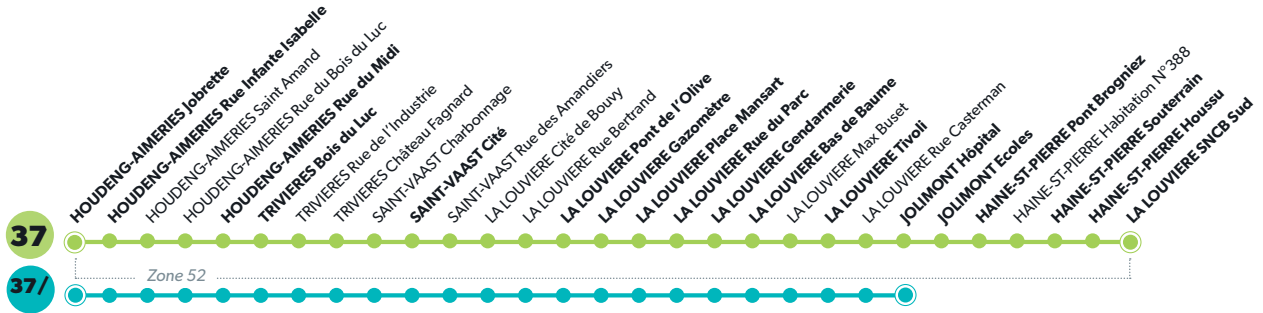 HOUDENG-AIMERIES Jobrette
HOUDENG-AIMERIES Rue Infante Isabelle
HOUDENG-AIMERIES Saint Amand
HOUDENG-AIMERIES Rue du Bois du Luc
HOUDENG-AIMERIES Rue du Midi
TRIVIERES Bois du Luc
TRIVIERES Rue de l'Industrie
TRIVIERES Château Fagnard
SAINT-VAAST Charbonnage
SAINT-VAAST Cité
SAINT-VAAST Rue des Amandiers
LA LOUVIERE Cité de Bouvy
LA LOUVIERE Rue Bertrand
LA LOUVIERE Pont de l'Olive
LA LOUVIERE Gazomètre
LA LOUVIERE Place Mansart
LA LOUVIERE Rue du Parc
LA LOUVIERE Gendarmerie
LA LOUVIERE Bas de Baume
LA LOUVIERE Max Buset
LA LOUVIERE Tivoli
LA LOUVIERE Rue Casterman
JOLIMONT Hôpital
JOLIMONT Ecoles
HAINE-ST-PIERRE Pont Brogniez
HAINE-ST-PIERRE Habitation N°388
HAINE-ST-PIERRE Souterrain
HAINE-ST-PIERRE Houssu
LA LOUVIERE SNCB Sud
37
Zone 52
37/